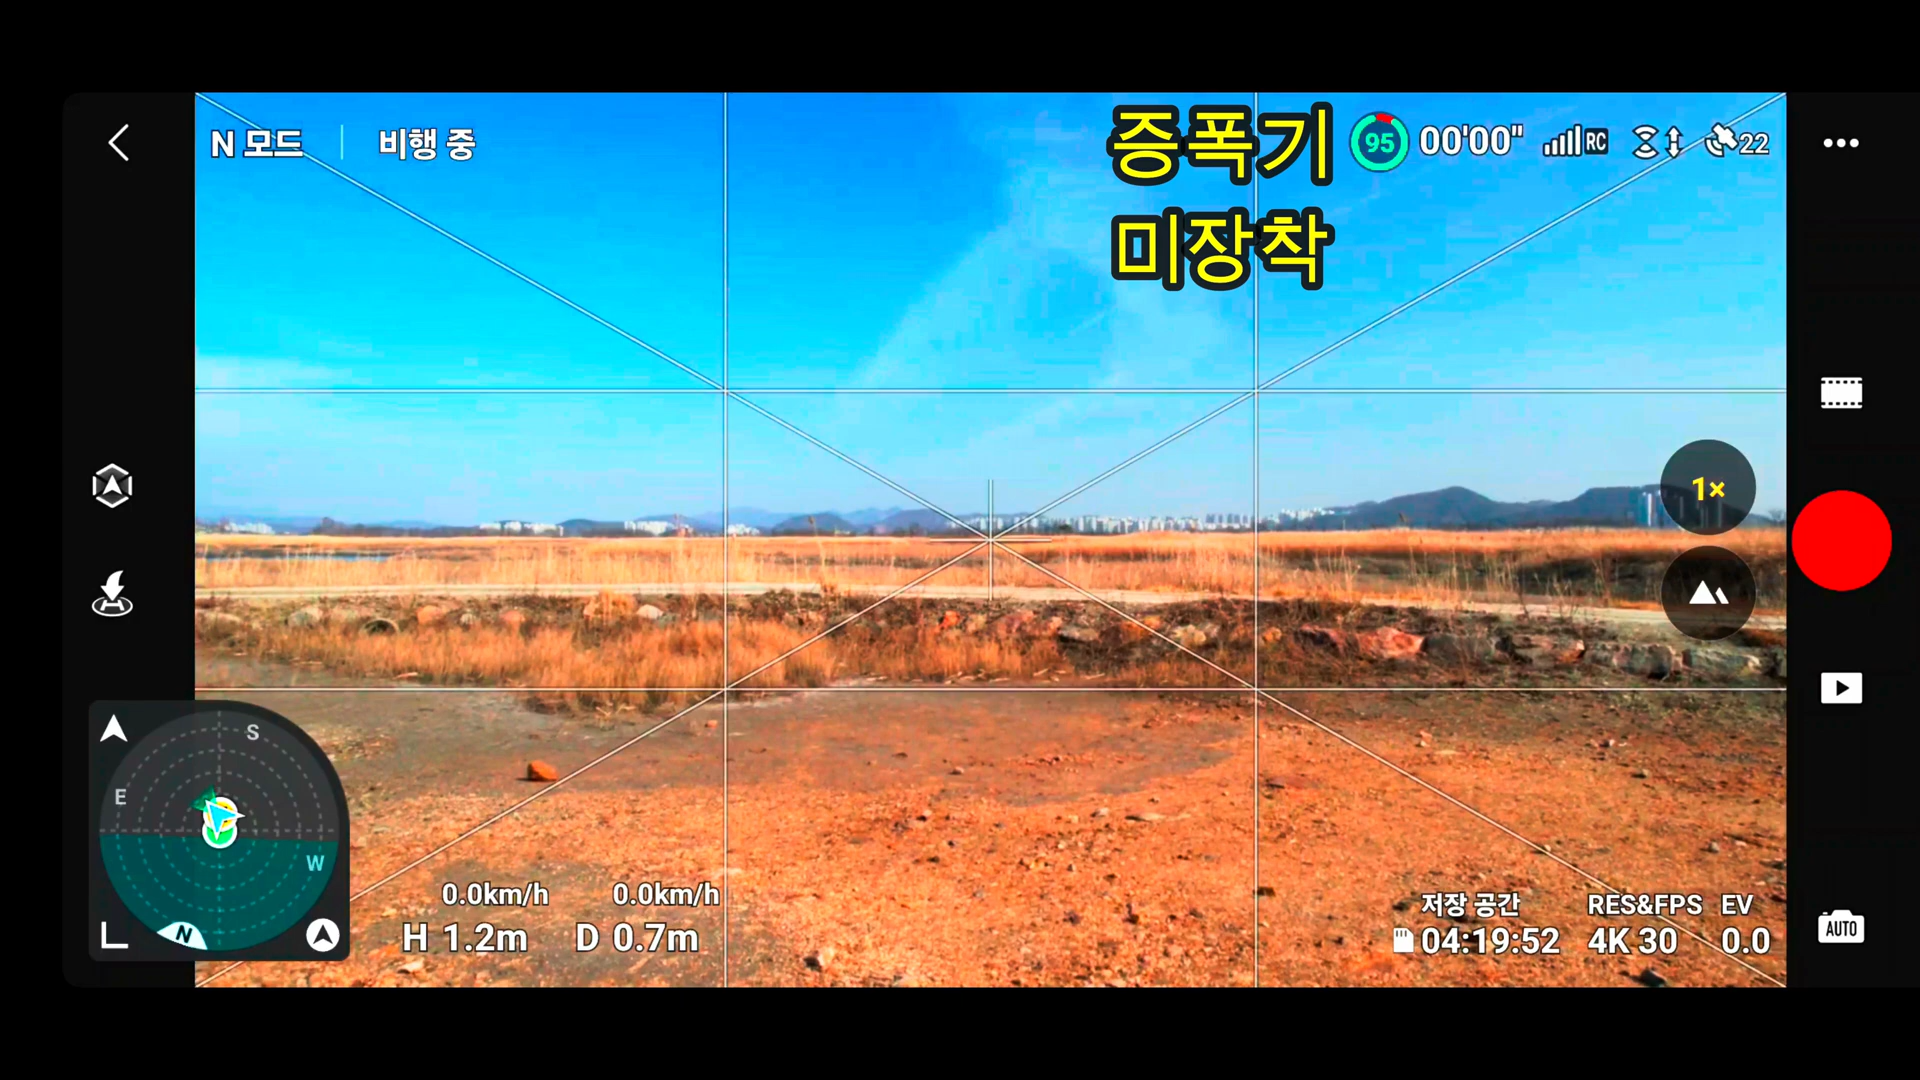 N 모드 비행 중
증폭기
미장착
95 00'00" RC 22
1×
S
E
W
N
0.0km/h 0.0km/h
H 1.2m D 0.7m
저장 공간 RES&FPS EV
04:19:52 4K 30 0.0
AUTO